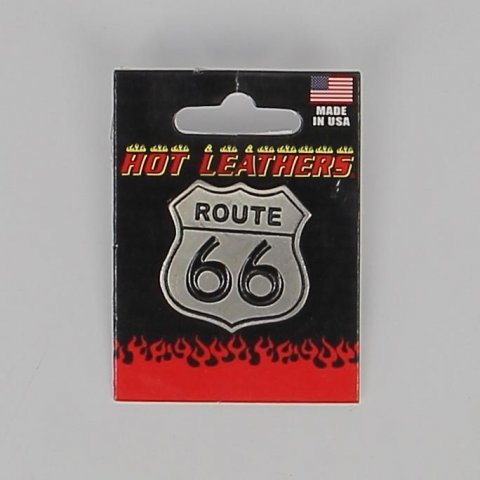 MADE
IN USA
HOT LEATHERS
ROUTE
66